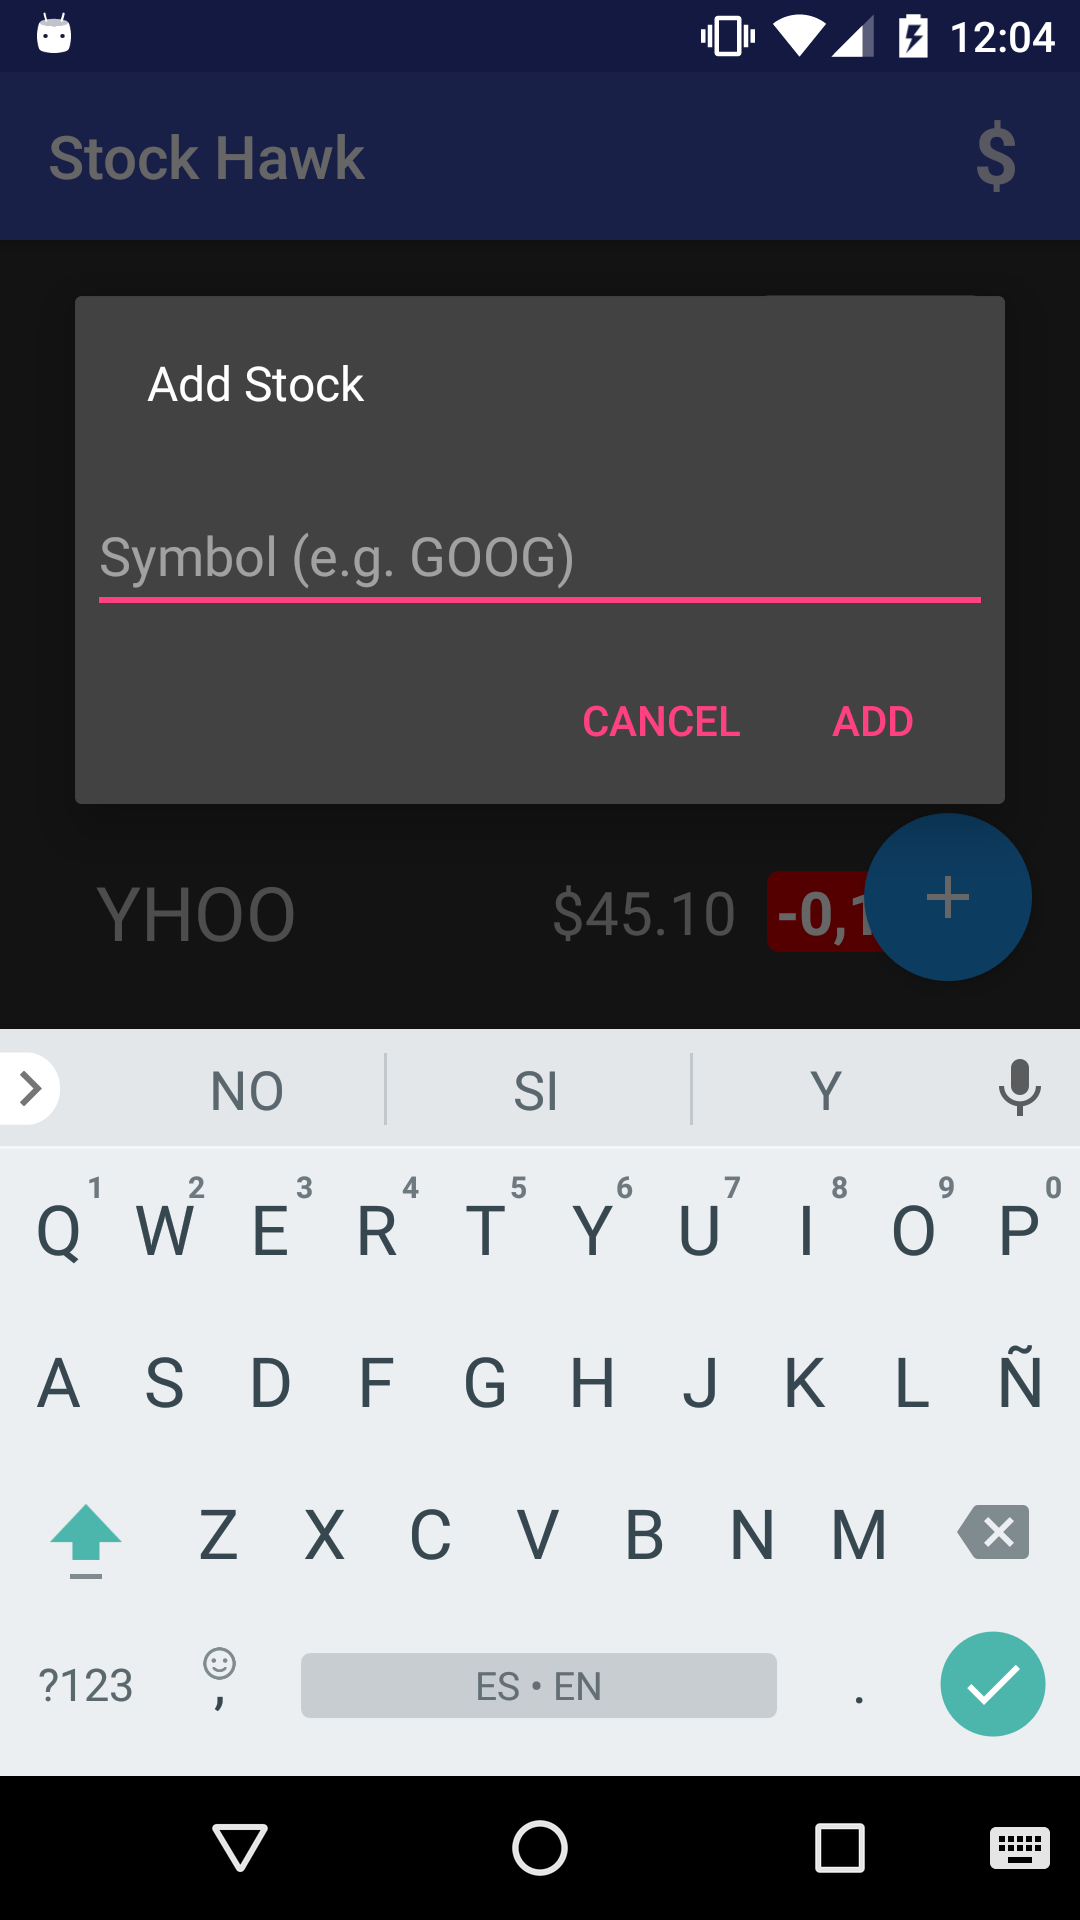 12:04
Stock Hawk $
Add Stock
Symbol (e.g. GOOG)
CANCEL ADD
YHOO $45.10 -0,1
NO SI Y
1 2 3 4 5 6 7 8 9 0
Q W E R T Y U I O P
A S D F G H J K L Ñ
Z X C V B N M
?123 , ES • EN .